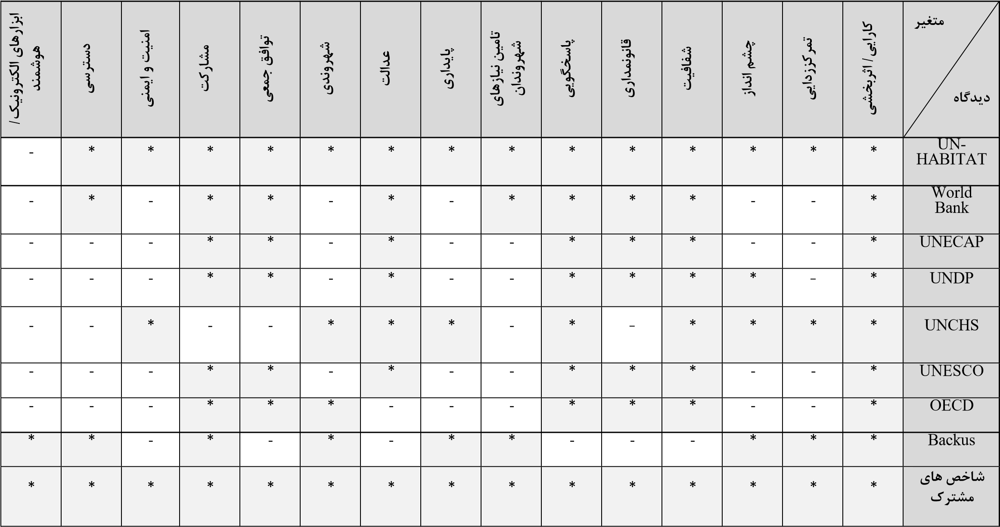 متغیر
دیدگاه
کارایی/ اثربخشی
تمرکززدایی
چشم انداز
شفافیت
قانونمداری
پاسخگویی
تامین نیازهای
شهروندان
پایداری
عدالت
شهروندی
توافق جمعی
مشارکت
امنیت و ایمنی
دسترسی
ابزارهای الکترونیک/
هوشمند
UN-
HABITAT
* * * * * * * * * * * * * * -
World
Bank
* - - * * * * - * - * * - * -
UNECAP
* - - * * * - - * - * * - - -
UNDP
* - * * * * - - * - * * - - -
UNCHS
* * * * - * - * * * - - * - -
UNESCO
* - - * * * - - * - * * - - -
OECD
* - - * * * - - - * * * - - -
Backus
* * * - - - * * - * - * - * *
شاخص های
مشترک
* * * * * * * * * * * * * * *